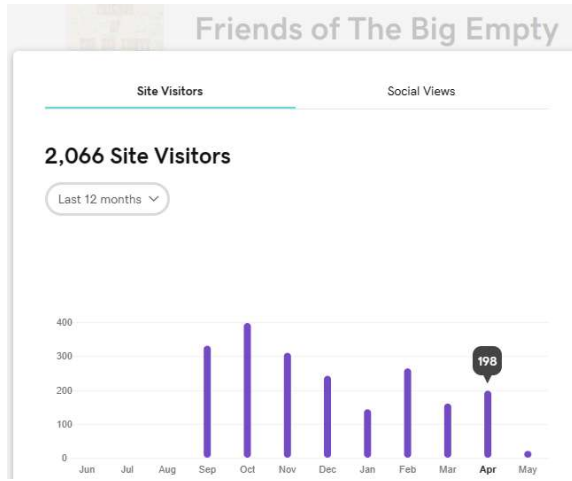 Friends of The Big Empty
Site Visitors Social Views
2,066 Site Visitors
Last 12 months
400
300
198
200
100
0
Jun Jul Aug Sep Oct Nov Dec Jan Feb Mar Apr May